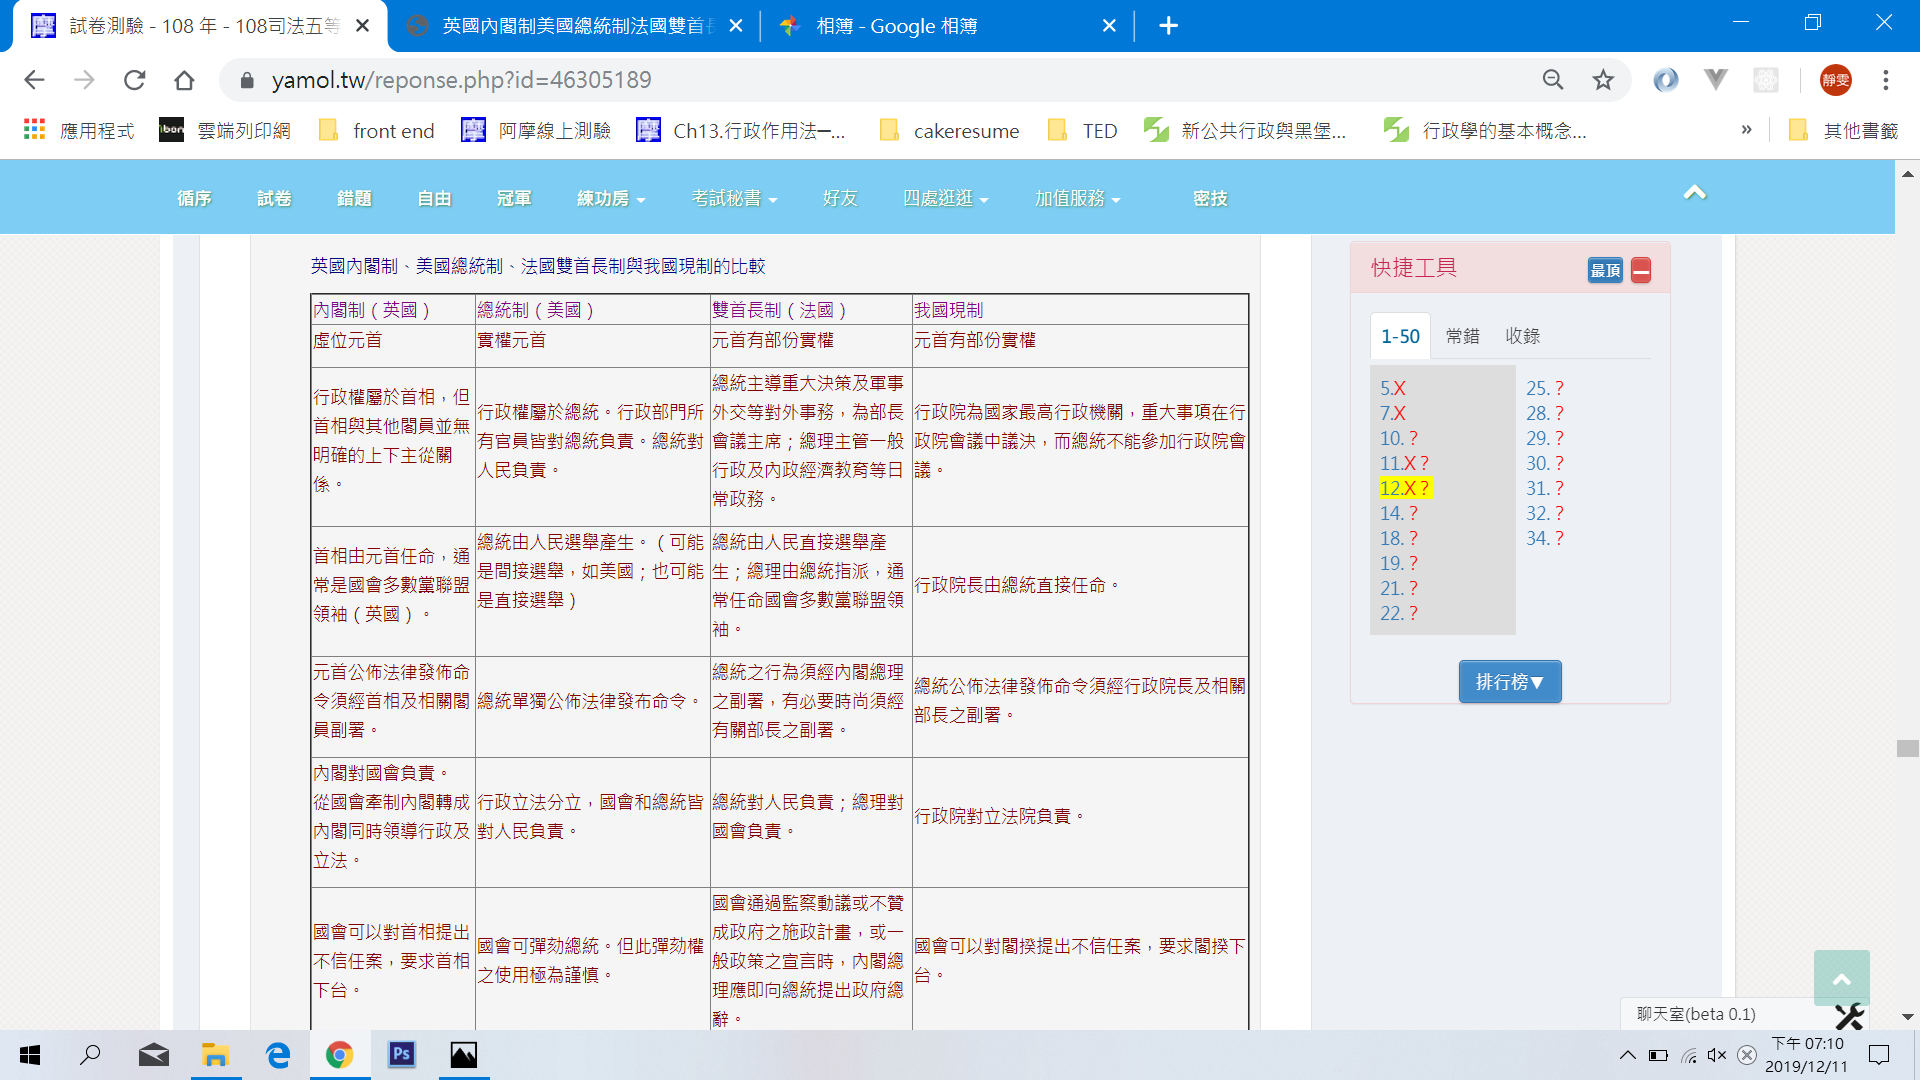 試卷測驗 - 108 年 - 108司法五等
英國內閣制美國總統制法國雙首長
相簿 - Google 相簿
yamol.tw/reponse.php?id=46305189
靜雯
應用程式
ibon
雲端列印網
front end
摩
阿摩線上測驗
摩
Ch13.行政作用法─...
cakeresume
TED
新公共行政與黑堡...
行政學的基本概念...
»
其他書籤
循序
試卷
錯題
自由
冠軍
練功房
考試秘書
好友
四處逛逛
加值服務
密技
英國內閣制、美國總統制、法國雙首長制與我國現制的比較
內閣制（英國）
總統制（美國）
雙首長制（法國）
我國現制
虛位元首
實權元首
元首有部份實權
元首有部份實權
行政權屬於首相，但
首相與其他閣員並無
明確的上下主從關
係。
行政權屬於總統。行政部門所
有官員皆對總統負責。總統對
人民負責。
總統主導重大決策及軍事
外交等對外事務，為部長
會議主席；總理主管一般
行政及內政經濟教育等日
常政務。
行政院為國家最高行政機關，重大事項在行
政院會議中議決，而總統不能參加行政院會
議。
首相由元首任命，通
常是國會多數黨聯盟
領袖（英國）。
總統由人民選舉產生。（可能
是間接選舉，如美國；也可能
是直接選舉）
總統由人民直接選舉產
生；總理由總統指派，通
常任命國會多數黨聯盟領
袖。
行政院長由總統直接任命。
元首公佈法律發佈命
令須經首相及相關閣
員副署。
總統單獨公佈法律發布命令。
總統之行為須經內閣總理
之副署，有必要時尚須經
有關部長之副署。
總統公佈法律發佈命令須經行政院長及相關
部長之副署。
內閣對國會負責。
從國會牽制內閣轉成
內閣同時領導行政及
立法。
行政立法分立，國會和總統皆
對人民負責。
總統對人民負責；總理對
國會負責。
行政院對立法院負責。
國會可以對首相提出
不信任案，要求首相
下台。
國會可彈劾總統。但此彈劾權
之使用極為謹慎。
國會通過監察動議或不贊
成政府之施政計畫，或一
般政策之宣言時，內閣總
理應即向總統提出政府總
辭。
國會可以對閣揆提出不信任案，要求閣揆下
台。
快捷工具
最頂
1-50
常錯
收錄
5.X
7.X
10. ?
11.X ?
12.X ?
14. ?
18. ?
19. ?
21. ?
22. ?
25. ?
28. ?
29. ?
30. ?
31. ?
32. ?
34. ?
排行榜▼
聊天室(beta 0.1)
Ps
下午 07:10
2019/12/11